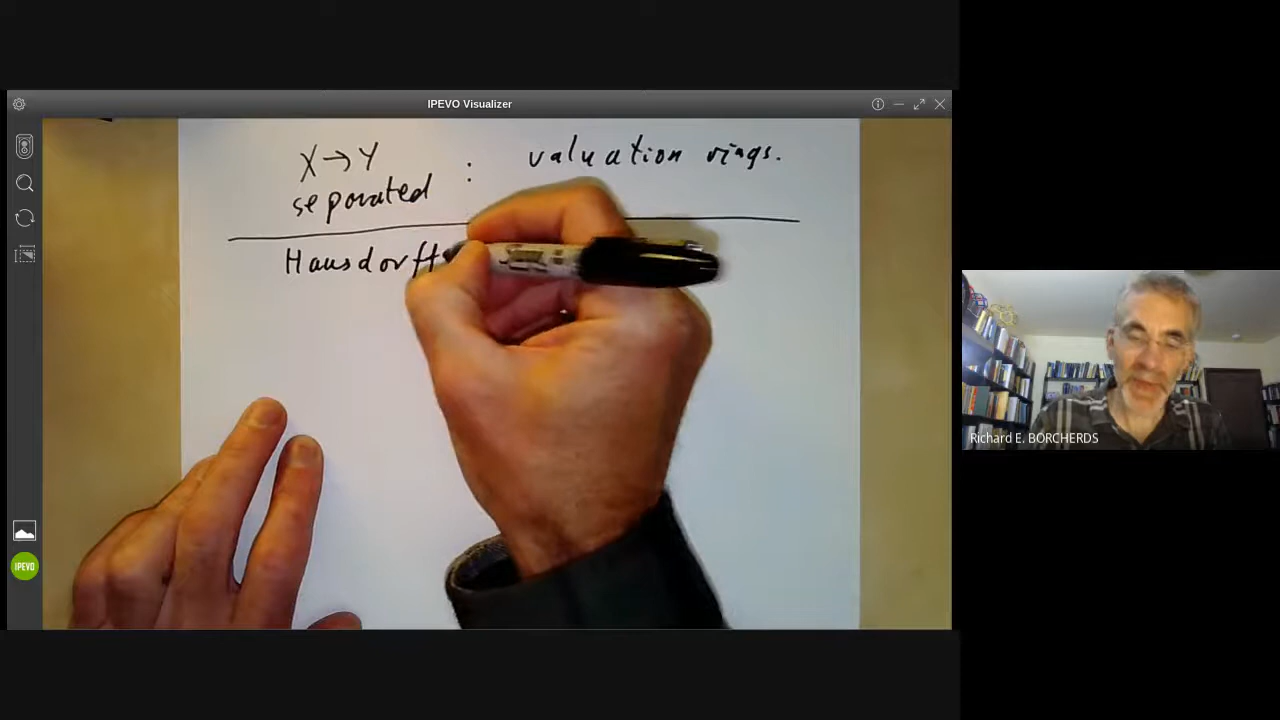 IPEVO Visualizer
X→Y : valuation rings.
separated
Hausdorff
IPEVO
Richard E. BORCHERDS